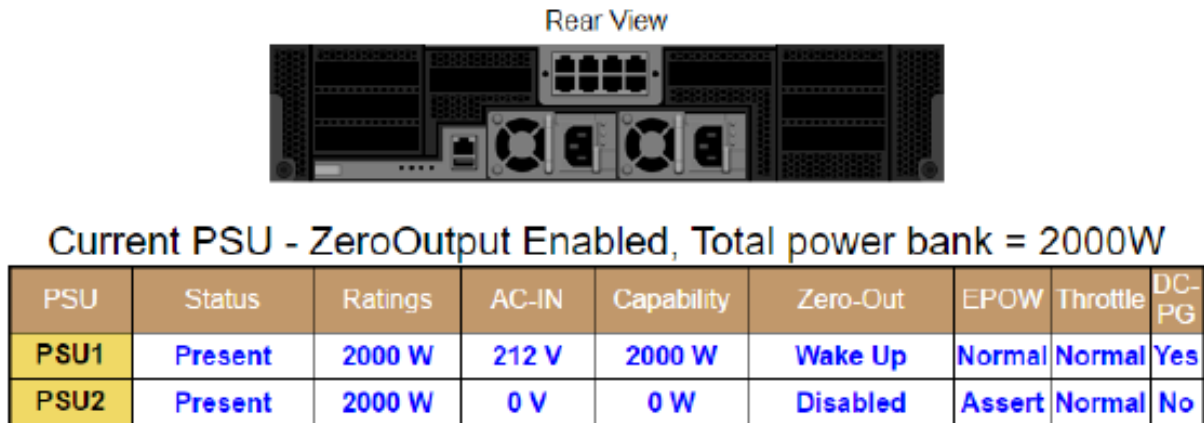 Rear View
Current PSU - ZeroOutput Enabled, Total power bank = 2000W
PSU Status Ratings AC-IN Capability Zero-Out EPOW Throttle DC-PG
PSU1 Present 2000 W 212 V 2000 W Wake Up Normal Normal Yes
PSU2 Present 2000 W 0 V 0 W Disabled Assert Normal No